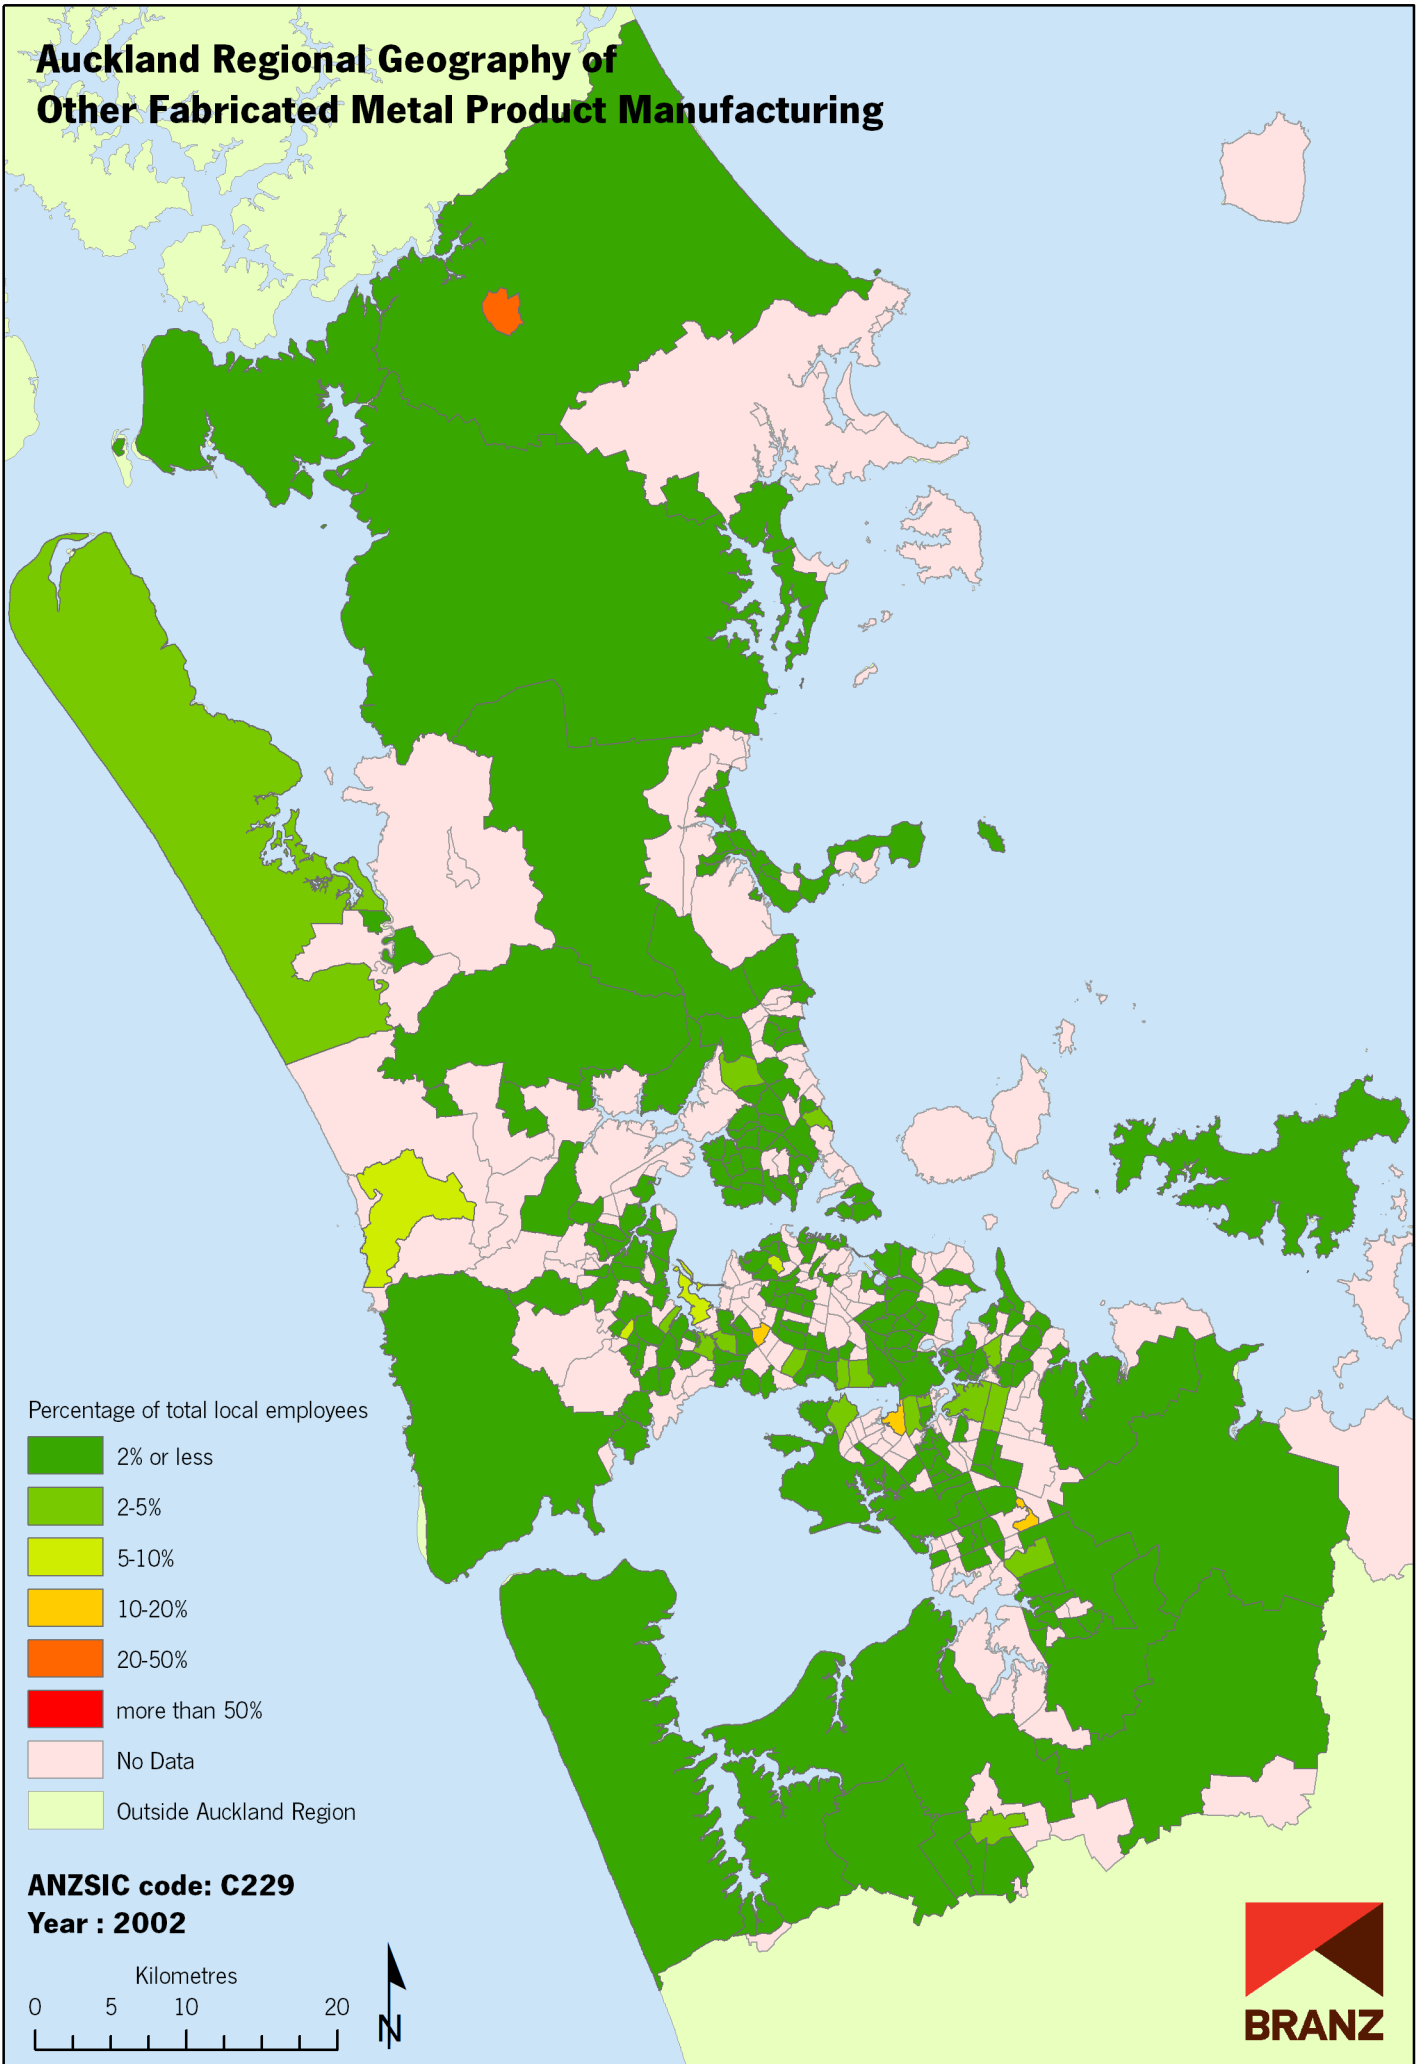 Auckland Regional Geography of
Other Fabricated Metal Product Manufacturing
Percentage of total local employees
2% or less
2-5%
5-10%
10-20%
20-50%
more than 50%
No Data
Outside Auckland Region
ANZSIC code: C229
Year : 2002
Kilometres
0 5 10 20
N
BRANZ